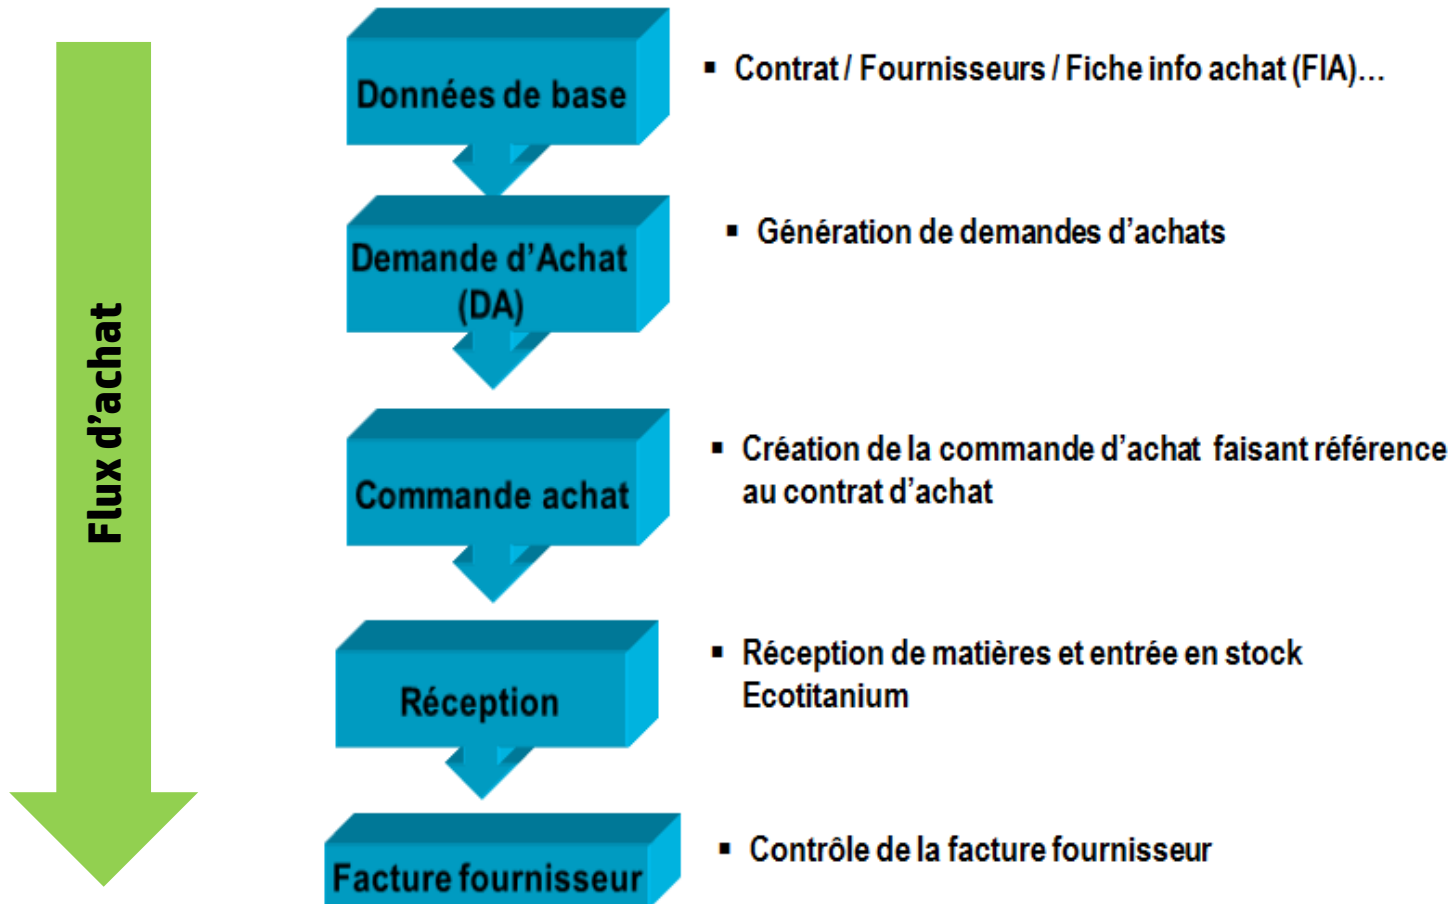 Flux d’achat
Données de base
▪ Contrat / Fournisseurs / Fiche info achat (FIA)…
Demande d’Achat
(DA)
▪ Génération de demandes d’achats
Commande achat
▪ Création de la commande d’achat faisant référence
au contrat d’achat
Réception
▪ Réception de matières et entrée en stock
Ecotitanium
Facture fournisseur
▪ Contrôle de la facture fournisseur